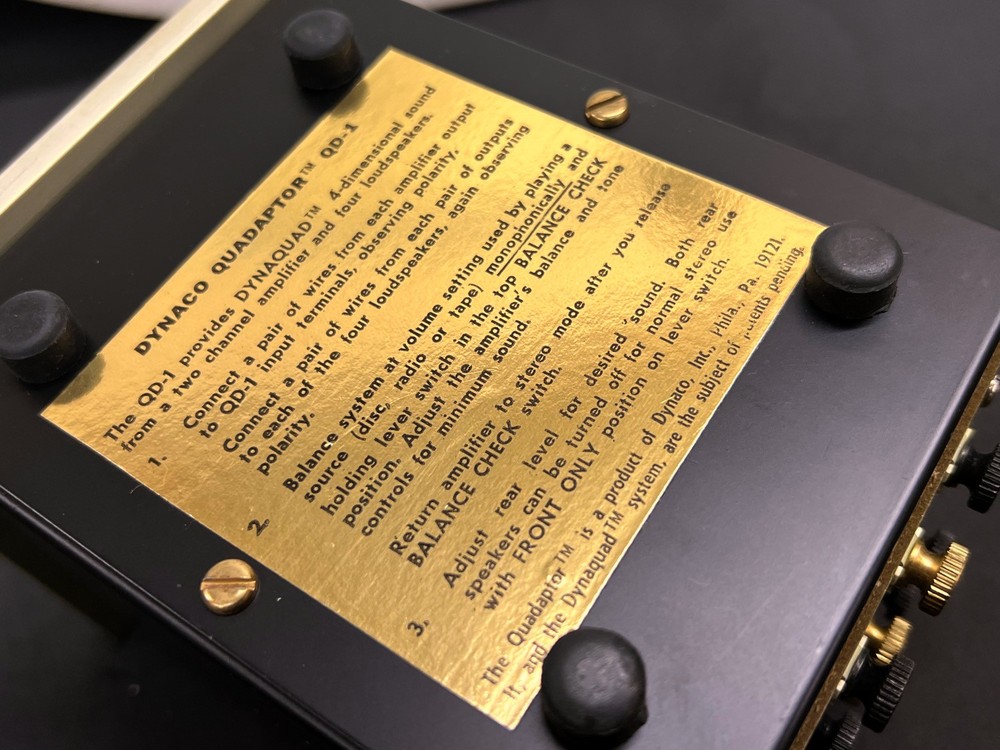 DYNACO QUADAPTOR™ QD-1
The QD-1 provides DYNAQUAD™ 4-dimensional sound
from a two channel amplifier and four loudspeakers.
1. Connect a pair of wires from each amplifier output
to QD-1 input terminals, observing polarity.
Connect a pair of wires from each pair of outputs
to each of the four loudspeakers, again observing
polarity.
2. Balance system at volume setting used by playing a
source (disc, radio or tape) monophonically and
holding lever switch in the top BALANCE CHECK
position. Adjust the amplifier's balance and tone
controls for minimum sound.
Return amplifier to stereo mode after you release
BALANCE CHECK switch.
3. Adjust rear level for desired sound. Both rear
speakers can be turned off for normal stereo use
with FRONT ONLY position on lever switch.
The Quadaptor™ is a product of Dynaco, Inc., Phila, Pa. 19121.
It, and the Dynaquad™ system, are the subject of patents pending.